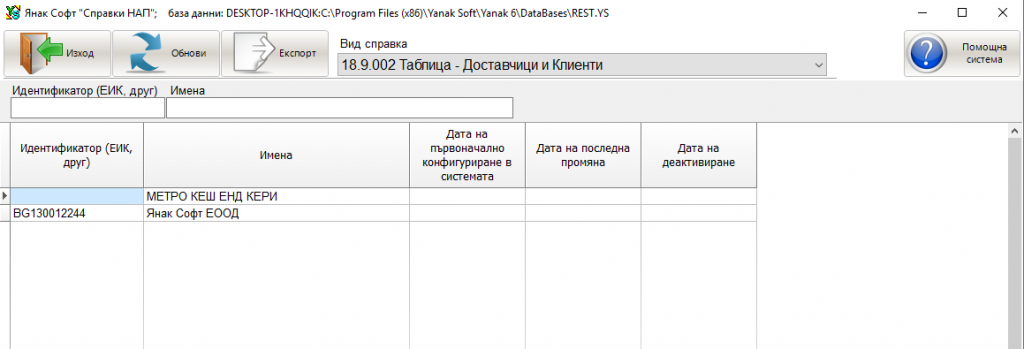 Янак Софт "Справки НАП";    база данни: DESKTOP-1KHQQIK:C:\Program Files (x86)\Yanak Soft\Yanak 6\DataBases\REST.YS
Изход
Обнови
Експорт
Вид справка
18.9.002 Таблица - Доставчици и Клиенти
Помощна
система
Идентификатор (ЕИК, друг)
Имена
Идентификатор (ЕИК,
друг)
Имена
Дата на
първоначално
конфигуриране в
системата
Дата на последна
промяна
Дата на
деактивиране
МЕТРО КЕШ ЕНД КЕРИ
BG130012244
Янак Софт ЕООД